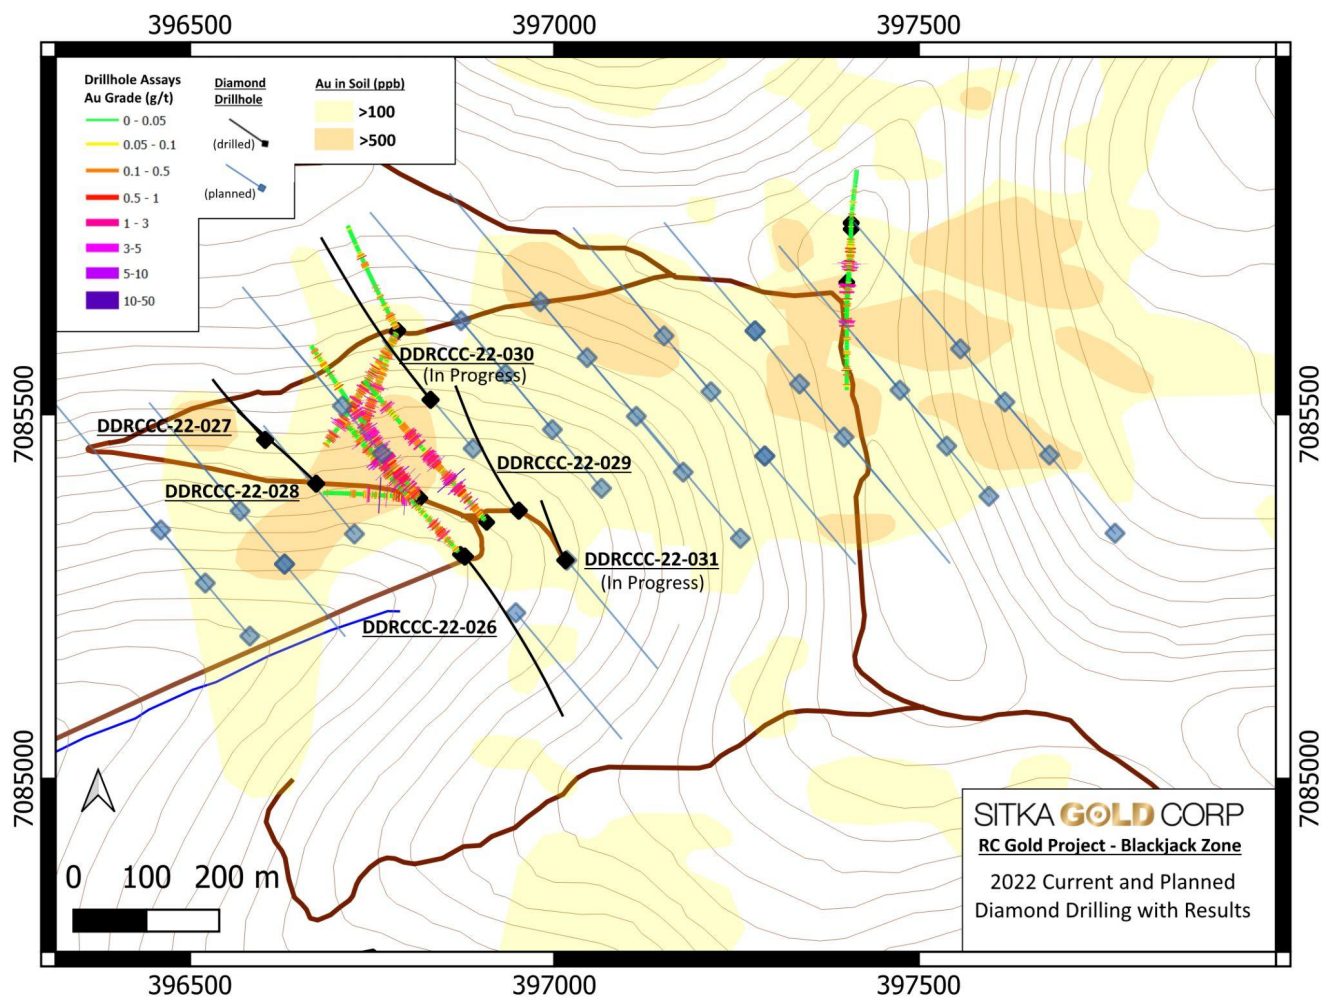 396500
397000
397500
Drillhole Assays
Au Grade (g/t)
0 - 0.05
0.05 - 0.1
0.1 - 0.5
0.5 - 1
1 - 3
3-5
5-10
10-50
Diamond
Drillhole
(drilled)
(planned)
Au in Soil (ppb)
>100
>500
7085500
7085500
DDRCCC-22-030
(In Progress)
DDRCCC-22-027
DDRCCC-22-029
DDRCCC-22-028
DDRCCC-22-031
(In Progress)
DDRCCC-22-026
7085000
7085000
0 100 200 m
SITKA GOLD CORP
RC Gold Project - Blackjack Zone
2022 Current and Planned
Diamond Drilling with Results
396500
397000
397500